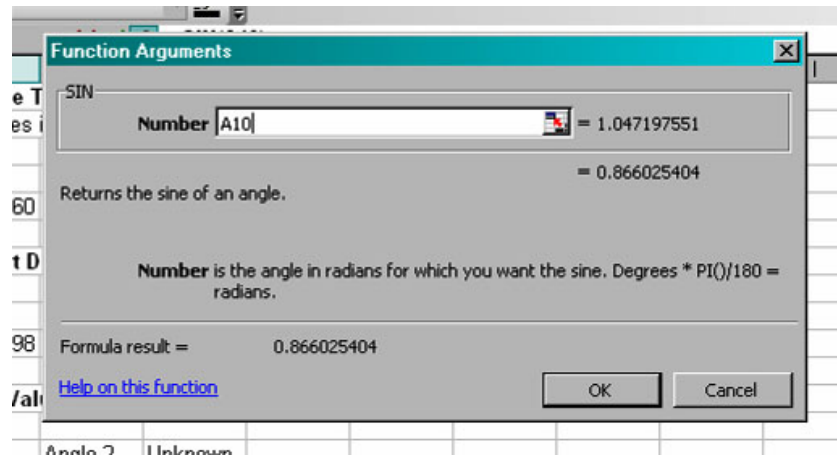 Function Arguments
SIN
Number A10 = 1.047197551
= 0.866025404
Returns the sine of an angle.
Number is the angle in radians for which you want the sine. Degrees * PI()/180 =
radians.
Formula result = 0.866025404
Help on this function
OK Cancel
e T
es i
60
t D
98
Angle 2 Unknown